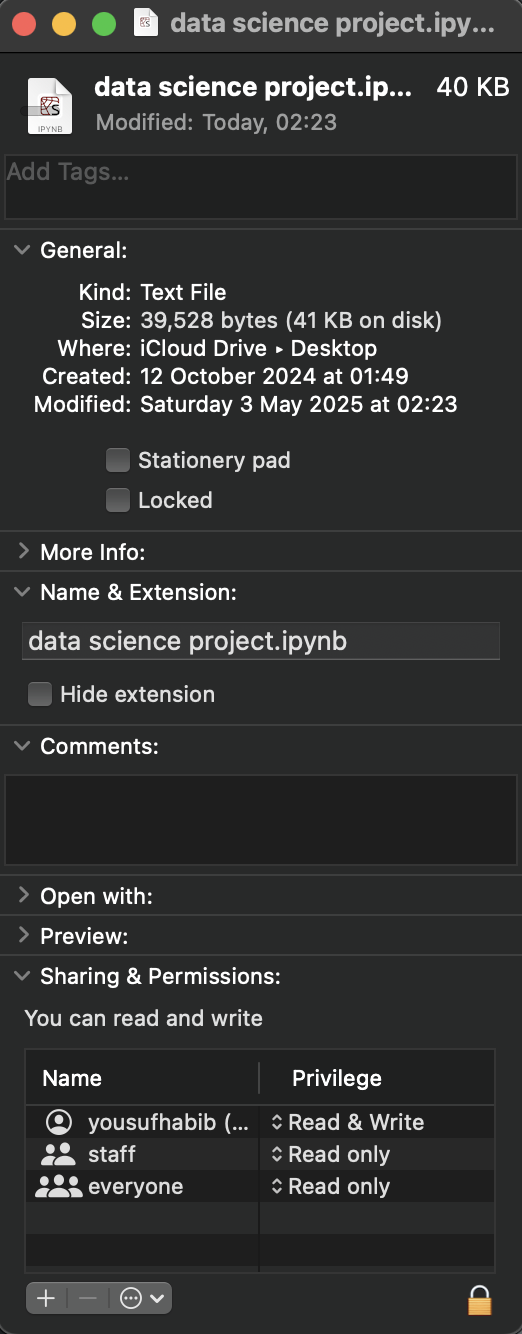 data science project.ipy...
data science project.ip... 40 KB
IPYNB
Modified: Today, 02:23
Add Tags...
General:
Kind: Text File
Size: 39,528 bytes (41 KB on disk)
Where: iCloud Drive ▸ Desktop
Created: 12 October 2024 at 01:49
Modified: Saturday 3 May 2025 at 02:23
Stationery pad
Locked
More Info:
Name & Extension:
data science project.ipynb
Hide extension
Comments:
Open with:
Preview:
Sharing & Permissions:
You can read and write
Name Privilege
yousufhabib (... Read & Write
staff Read only
everyone Read only